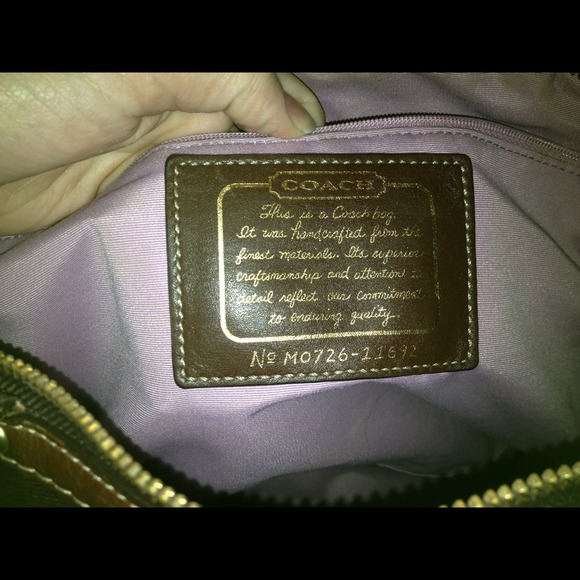 COACH
This is a Coach bag.
It was handcrafted from the
finest materials. Its superior
craftsmanship and attention to
detail reflect our commitment
to enduring quality.
Nº M0726-11692